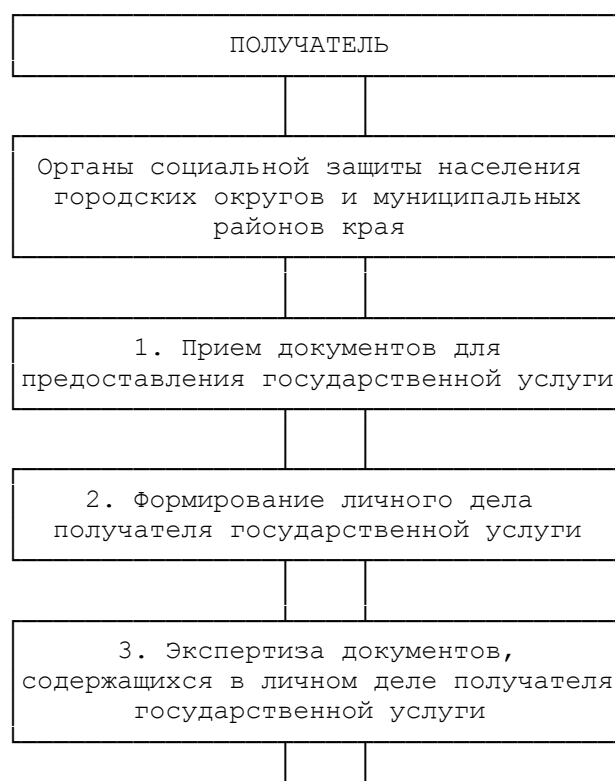 ПОЛУЧАТЕЛЬ
Органы социальной защиты населения
городских округов и муниципальных
районов края
1. Прием документов для
предоставления государственной услуги
2. Формирование личного дела
получателя государственной услуги
3. Экспертиза документов,
содержащихся в личном деле получателя
государственной услуги